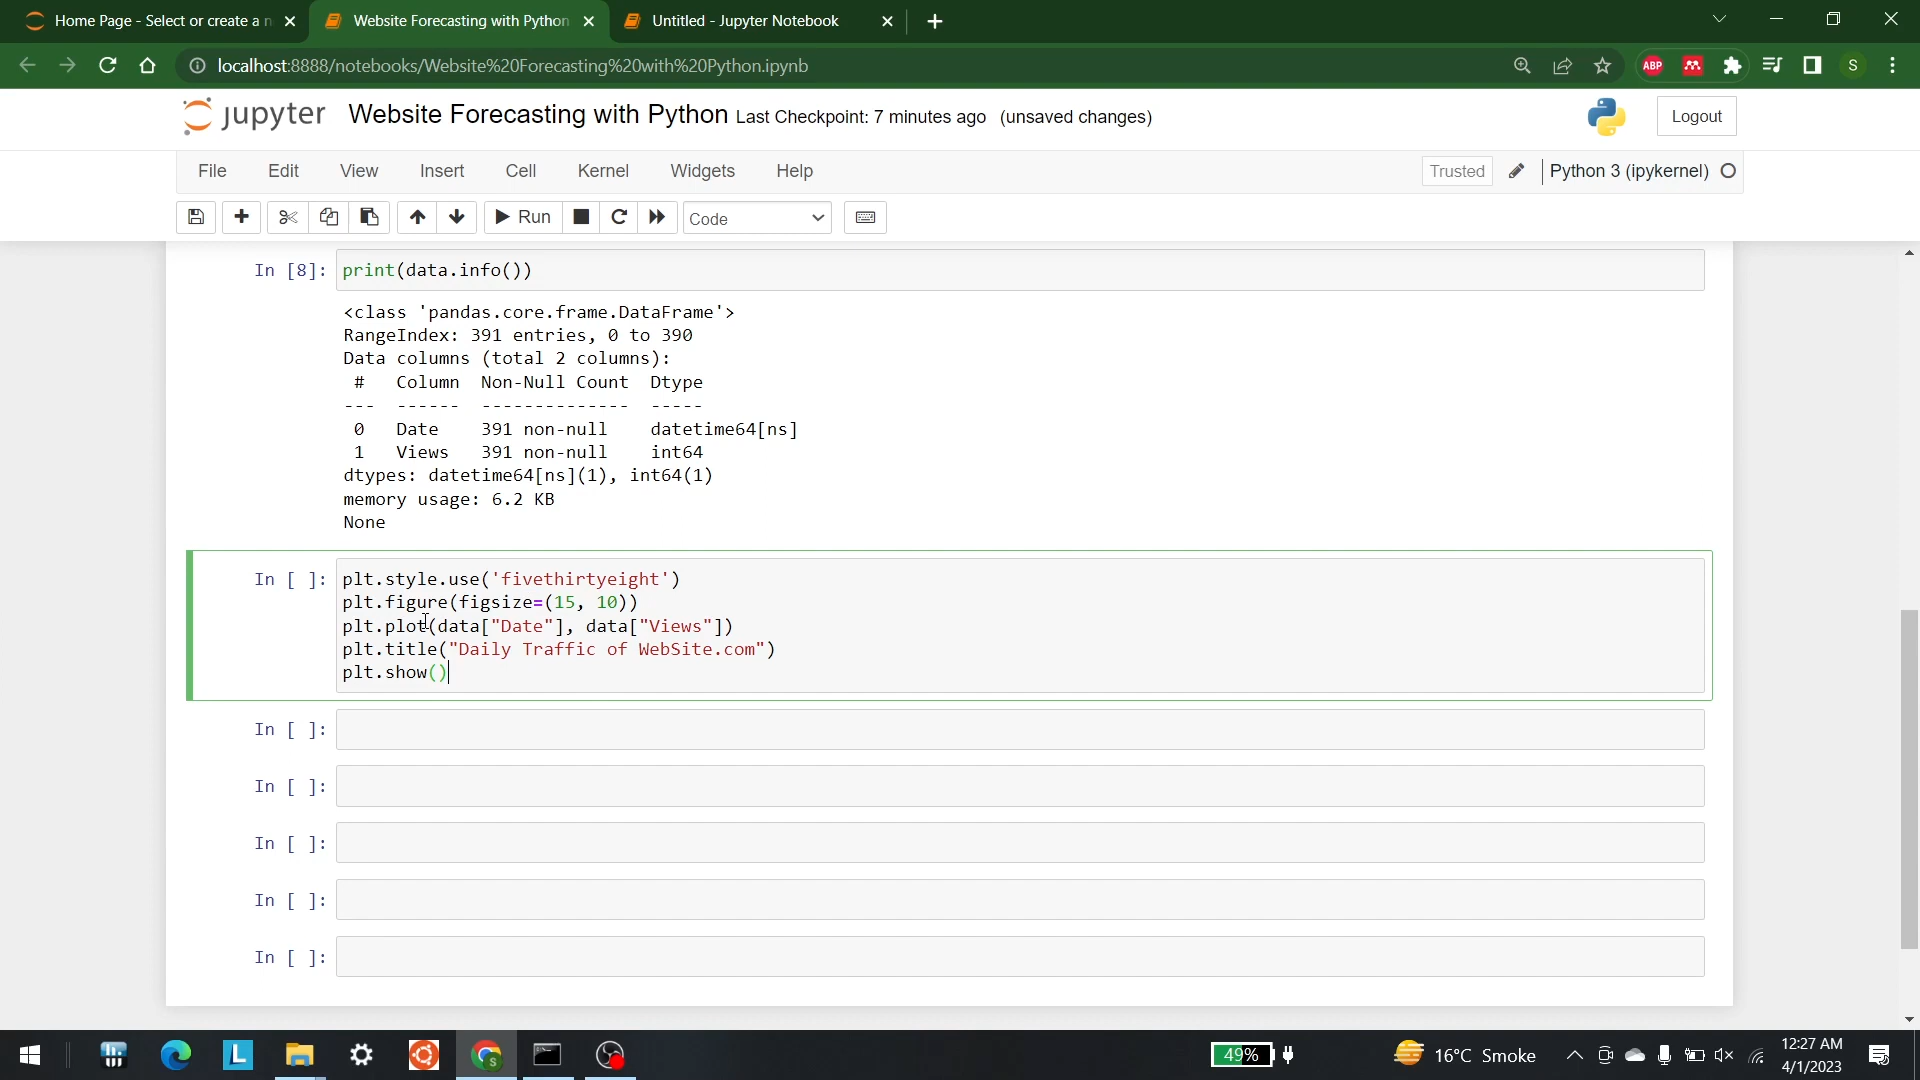 Home Page - Select or create a n
Website Forecasting with Python
Untitled - Jupyter Notebook
localhost:8888/notebooks/Website%20Forecasting%20with%20Python.ipynb
ABP
S
jupyter Website Forecasting with Python Last Checkpoint: 7 minutes ago (unsaved changes)
Logout
File Edit View Insert Cell Kernel Widgets Help
Trusted
Python 3 (ipykernel)
Run
Code
In [8]: print(data.info())
<class 'pandas.core.frame.DataFrame'>
RangeIndex: 391 entries, 0 to 390
Data columns (total 2 columns):
# Column Non-Null Count Dtype
--- ------ -------------- -----
0 Date 391 non-null datetime64[ns]
1 Views 391 non-null int64
dtypes: datetime64[ns](1), int64(1)
memory usage: 6.2 KB
None
In [ ]: plt.style.use('fivethirtyeight')
plt.figure(figsize=(15, 10))
plt.plot(data["Date"], data["Views"])
plt.title("Daily Traffic of WebSite.com")
plt.show()
In [ ]:
In [ ]:
In [ ]:
In [ ]:
In [ ]:
L
S
49%
16°C Smoke
12:27 AM
4/1/2023